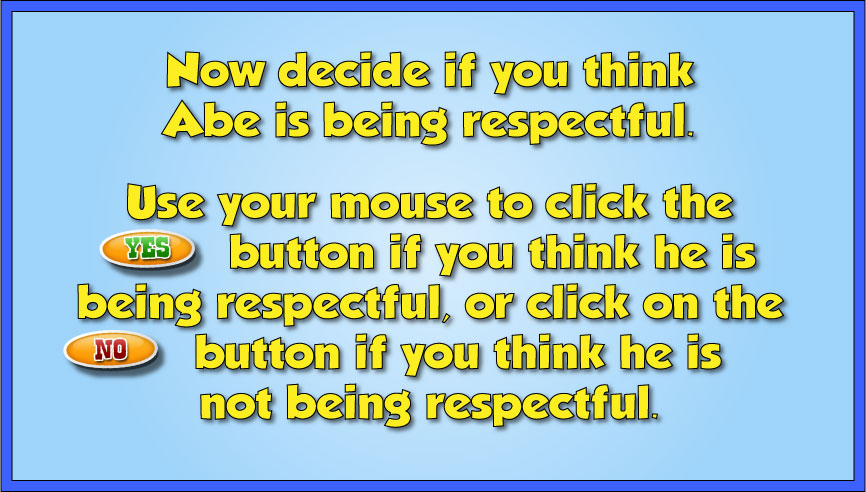 Now decide if you think
Abe is being respectful.
Use your mouse to click the
YES button if you think he is
being respectful, or click on the
NO button if you think he is
not being respectful.